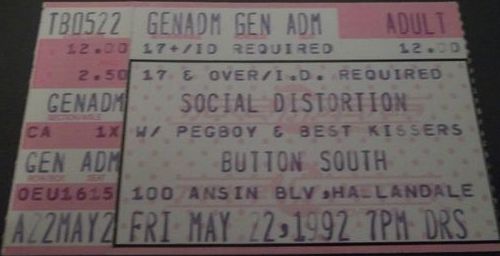 TB0522 GENADM GEN ADM ADULT
12.00 17+/ID REQUIRED 12.00
2.50 17 & OVER/I.D. REQUIRED
GENADM SOCIAL DISTORTION
CA 1X W/ PEGBOY & BEST KISSERS
GEN ADM BUTTON SOUTH
OEU1615 100 ANSIN BLV,HALLANDALE
A22MAY2 FRI MAY 22,1992 7PM DRS